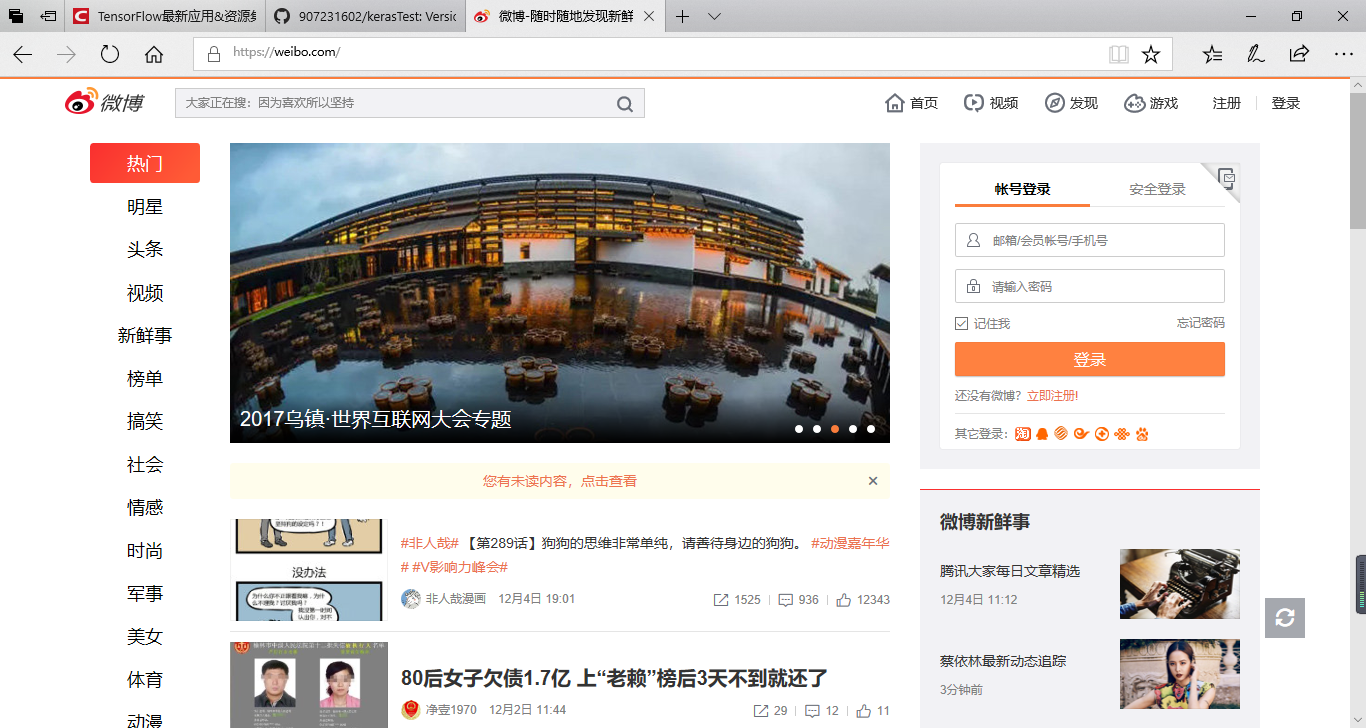 TensorFlow最新应用&资源
907231602/kerasTest: Versio
微博-随时随地发现新鲜
https://weibo.com/
微博
大家正在搜：因为喜欢所以坚持
首页
视频
发现
游戏
注册
登录
热门
明星
头条
视频
新鲜事
榜单
搞笑
社会
情感
时尚
军事
美女
体育
动漫
2017乌镇·世界互联网大会专题
您有未读内容，点击查看
没办法
#非人哉# 【第289话】狗狗的思维非常单纯，请善待身边的狗狗。 #动漫嘉年华
# #V影响力峰会#
非人哉漫画 12月4日 19:01
1525 936 12343
80后女子欠债1.7亿 上“老赖”榜后3天不到就还了
净壹1970 12月2日 11:44
29 12 11
帐号登录 安全登录
邮箱/会员帐号/手机号
请输入密码
记住我 忘记密码
登录
还没有微博？立即注册!
其它登录：
淘
微博新鲜事
腾讯大家每日文章精选
12月4日 11:12
蔡依林最新动态追踪
3分钟前